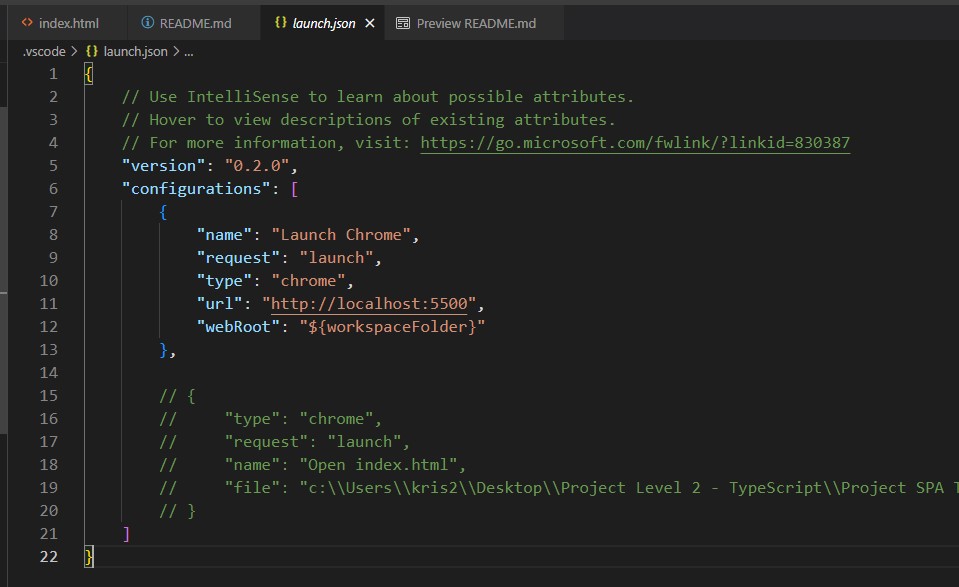 index.html README.md launch.json Preview README.md
.vscode > launch.json > ...
1 {
2 // Use IntelliSense to learn about possible attributes.
3 // Hover to view descriptions of existing attributes.
4 // For more information, visit: https://go.microsoft.com/fwlink/?linkid=830387
5 "version": "0.2.0",
6 "configurations": [
7 {
8 "name": "Launch Chrome",
9 "request": "launch",
10 "type": "chrome",
11 "url": "http://localhost:5500",
12 "webRoot": "${workspaceFolder}"
13 },
14
15 // {
16 // "type": "chrome",
17 // "request": "launch",
18 // "name": "Open index.html",
19 // "file": "c:\\Users\\kris2\\Desktop\\Project Level 2 - TypeScript\\Project SPA
20 // }
21 ]
22 }